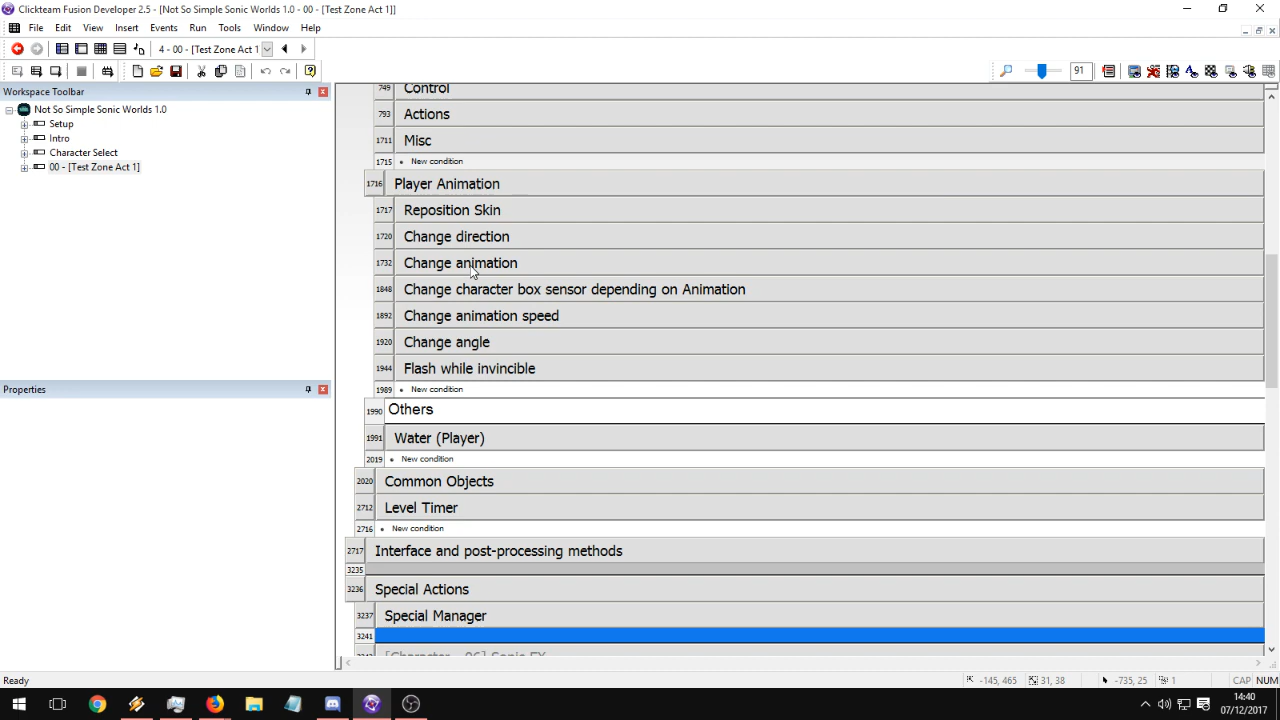 Clickteam Fusion Developer 2.5 - [Not So Simple Sonic Worlds 1.0 - 00 - [Test Zone Act 1]]
File Edit View Insert Events Run Tools Window Help
4 - 00 - [Test Zone Act 1
91
Workspace Toolbar
Not So Simple Sonic Worlds 1.0
Setup
Intro
Character Select
00 - [Test Zone Act 1]
Properties
749 Control
793 Actions
1711 Misc
1715 • New condition
1716 Player Animation
1717 Reposition Skin
1720 Change direction
1732 Change animation
1848 Change character box sensor depending on Animation
1892 Change animation speed
1920 Change angle
1944 Flash while invincible
1989 • New condition
1990 Others
1991 Water (Player)
2019 • New condition
2020 Common Objects
2712 Level Timer
2716 • New condition
2717 Interface and post-processing methods
3235
3236 Special Actions
3237 Special Manager
3241
[Character - 06] Sonic EX
Ready
-145, 465 31, 38 -735, 25 1 CAP NUM
14:40
07/12/2017